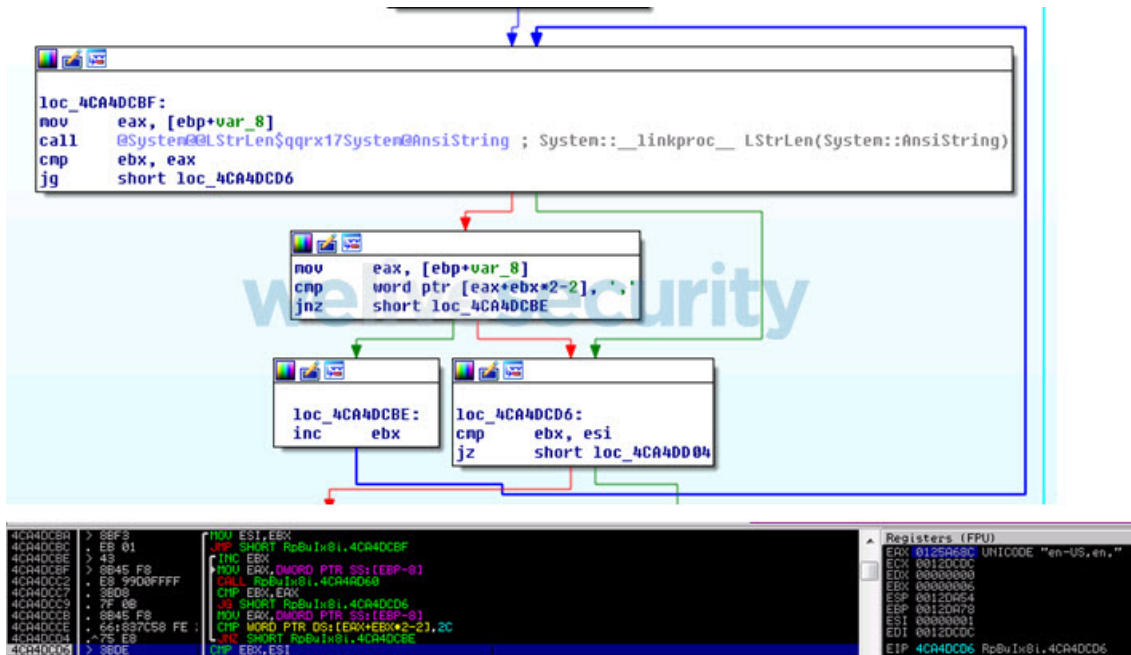 loc_4CA4DCBF:
mov eax, [ebp+var_8]
call @System@@LStrLen$qqrx17System@AnsiString ; System::__linkproc__ LStrLen(System::AnsiString)
cmp ebx, eax
jg short loc_4CA4DCD6
mov eax, [ebp+var_8]
cmp word ptr [eax+ebx*2-2], ','
jnz short loc_4CA4DCBE
welivesecurity
loc_4CA4DCBE:
inc ebx
loc_4CA4DCD6:
cmp ebx, esi
jz short loc_4CA4DD04
4CA4DCBA > 8BF3 MOV ESI,EBX
4CA4DCBC . EB 01 JMP SHORT RpBuIx8i.4CA4DCBF
4CA4DCBE > 43 INC EBX
4CA4DCBF > 8B45 F8 MOV EAX,DWORD PTR SS:[EBP-8]
4CA4DCC2 . E8 99D0FFFF CALL RpBuIx8i.4CA4AD60
4CA4DCC7 . 3BD8 CMP EBX,EAX
4CA4DCC9 . 7F 0B JG SHORT RpBuIx8i.4CA4DCD6
4CA4DCCB . 8B45 F8 MOV EAX,DWORD PTR SS:[EBP-8]
4CA4DCCE . 66:837C58 FE : CMP WORD PTR DS:[EAX+EBX*2-2],2C
4CA4DCD4 .^75 E8 JNZ SHORT RpBuIx8i.4CA4DCBE
4CA4DCD6 > 3BDE CMP EBX,ESI
Registers (FPU)
EAX 0125A68C UNICODE "en-US,en,"
ECX 0012DCDC
EDX 00000000
EBX 00000006
ESP 0012DA54
EBP 0012DA78
ESI 00000001
EDI 0012DCDC
EIP 4CA4DCD6 RpBuIx8i.4CA4DCD6